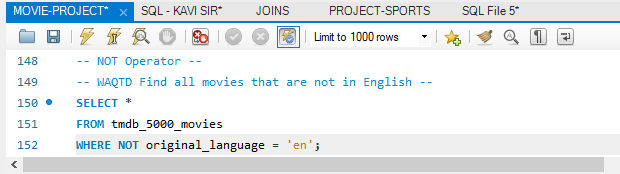 MOVIE-PROJECT* SQL - KAVI SIR* JOINS PROJECT-SPORTS SQL File 5*
Limit to 1000 rows
148 -- NOT Operator --
149 -- WAQTD Find all movies that are not in English --
150 SELECT *
151 FROM tmdb_5000_movies
152 WHERE NOT original_language = 'en';